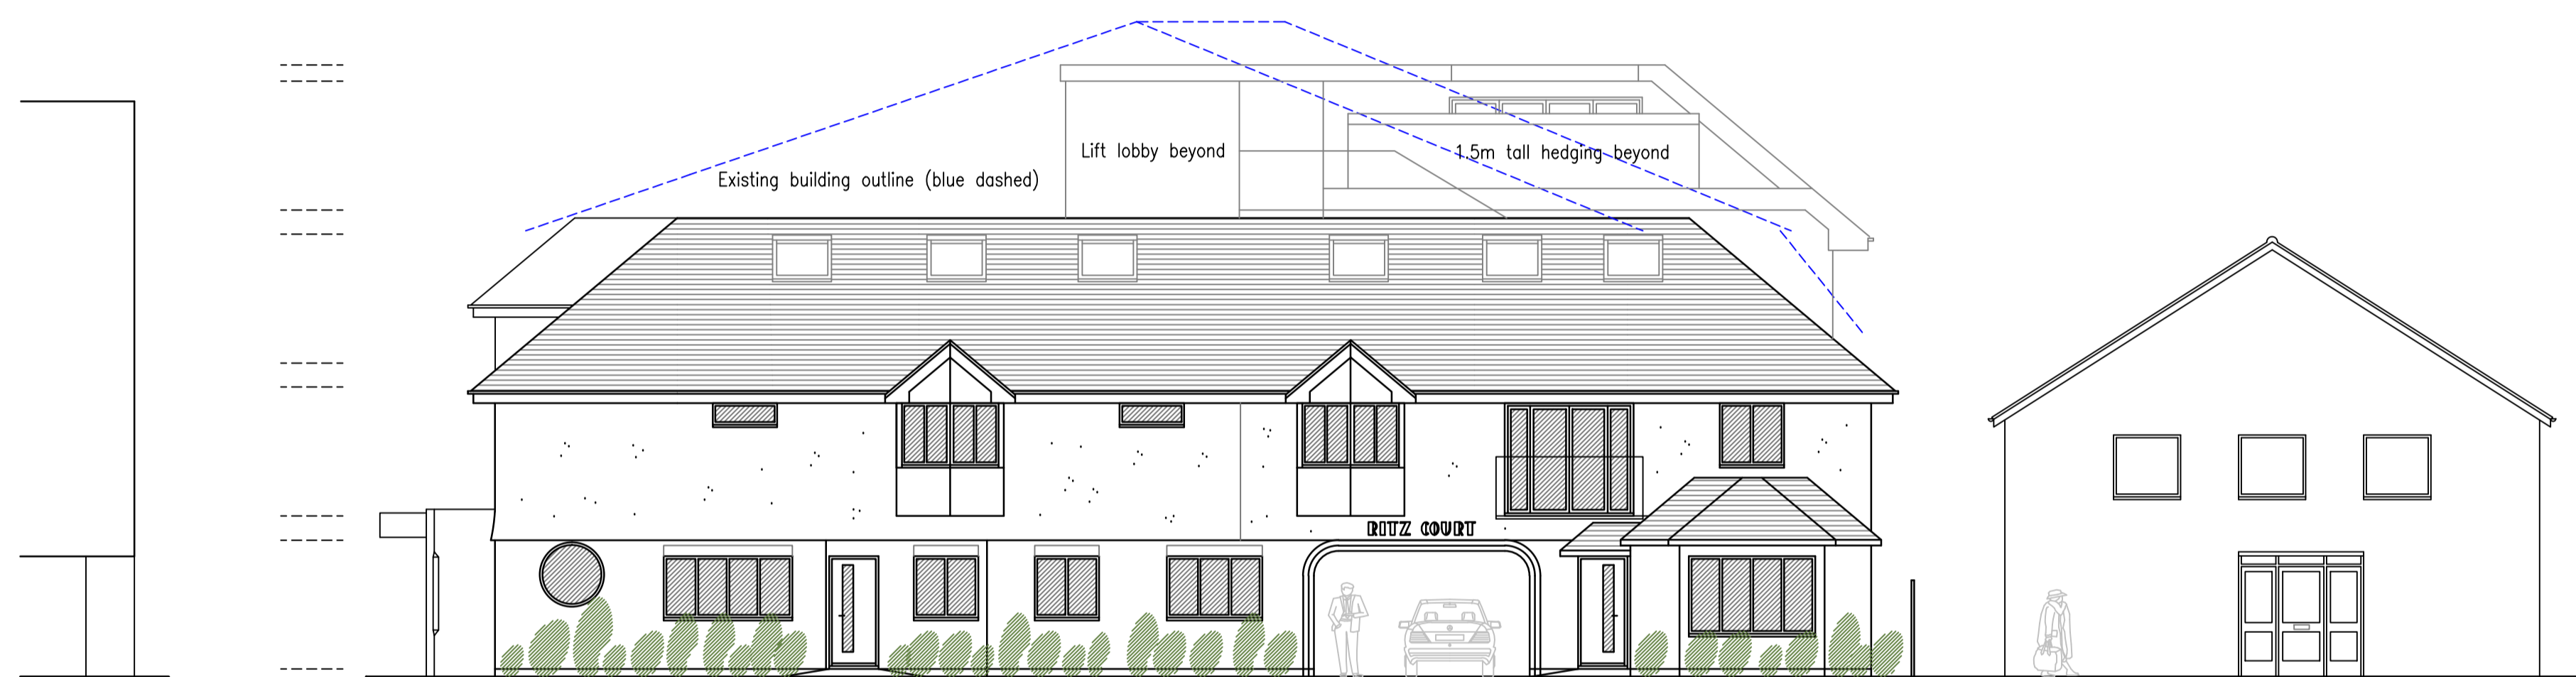 Lift lobby beyond
1.5m tall hedging beyond
Existing building outline (blue dashed)
RITZ COURT